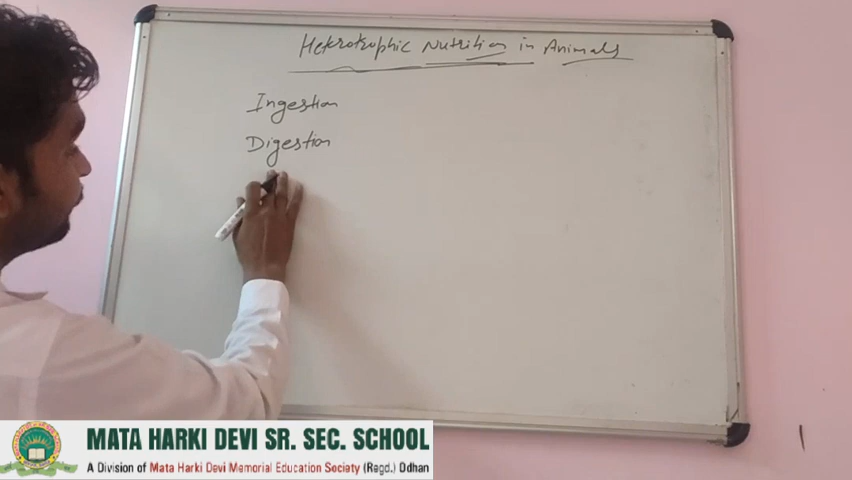 Heterotrophic Nutrition in Animals
Ingestion
Digestion
MATA HARKI DEVI SR. SEC. SCHOOL
A Division of Mata Harki Devi Memorial Education Society (Regd.) Odhan